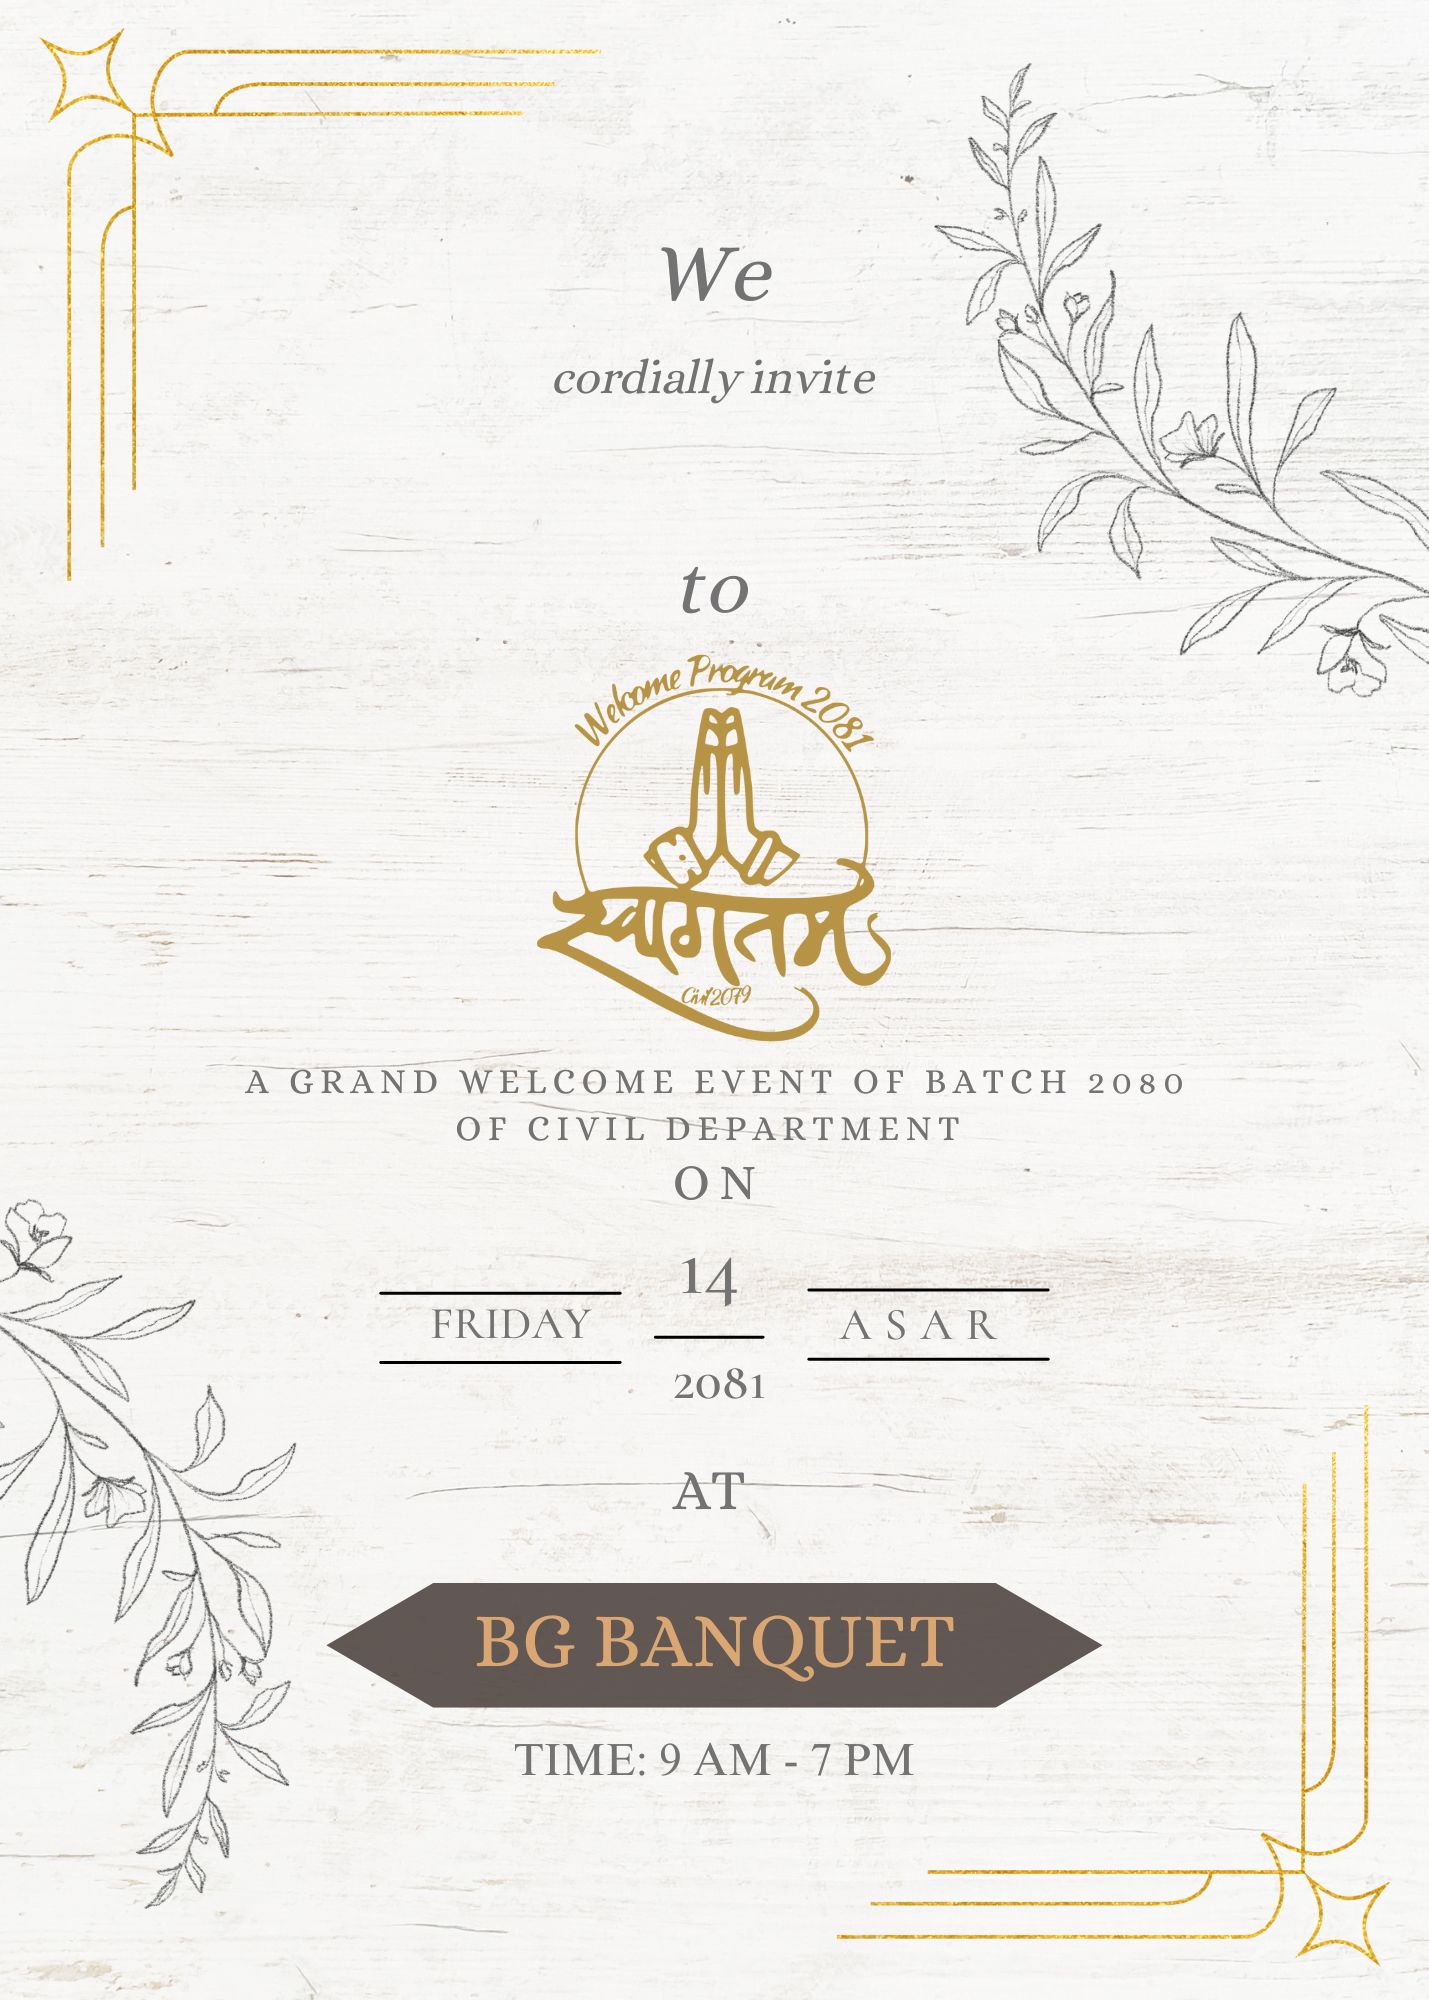 We
cordially invite
to
Welcome Program 2081
स्वागतम्
Civil 2079
A GRAND WELCOME EVENT OF BATCH 2080
OF CIVIL DEPARTMENT
ON
14
FRIDAY
ASAR
2081
AT
BG BANQUET
TIME: 9 AM - 7 PM